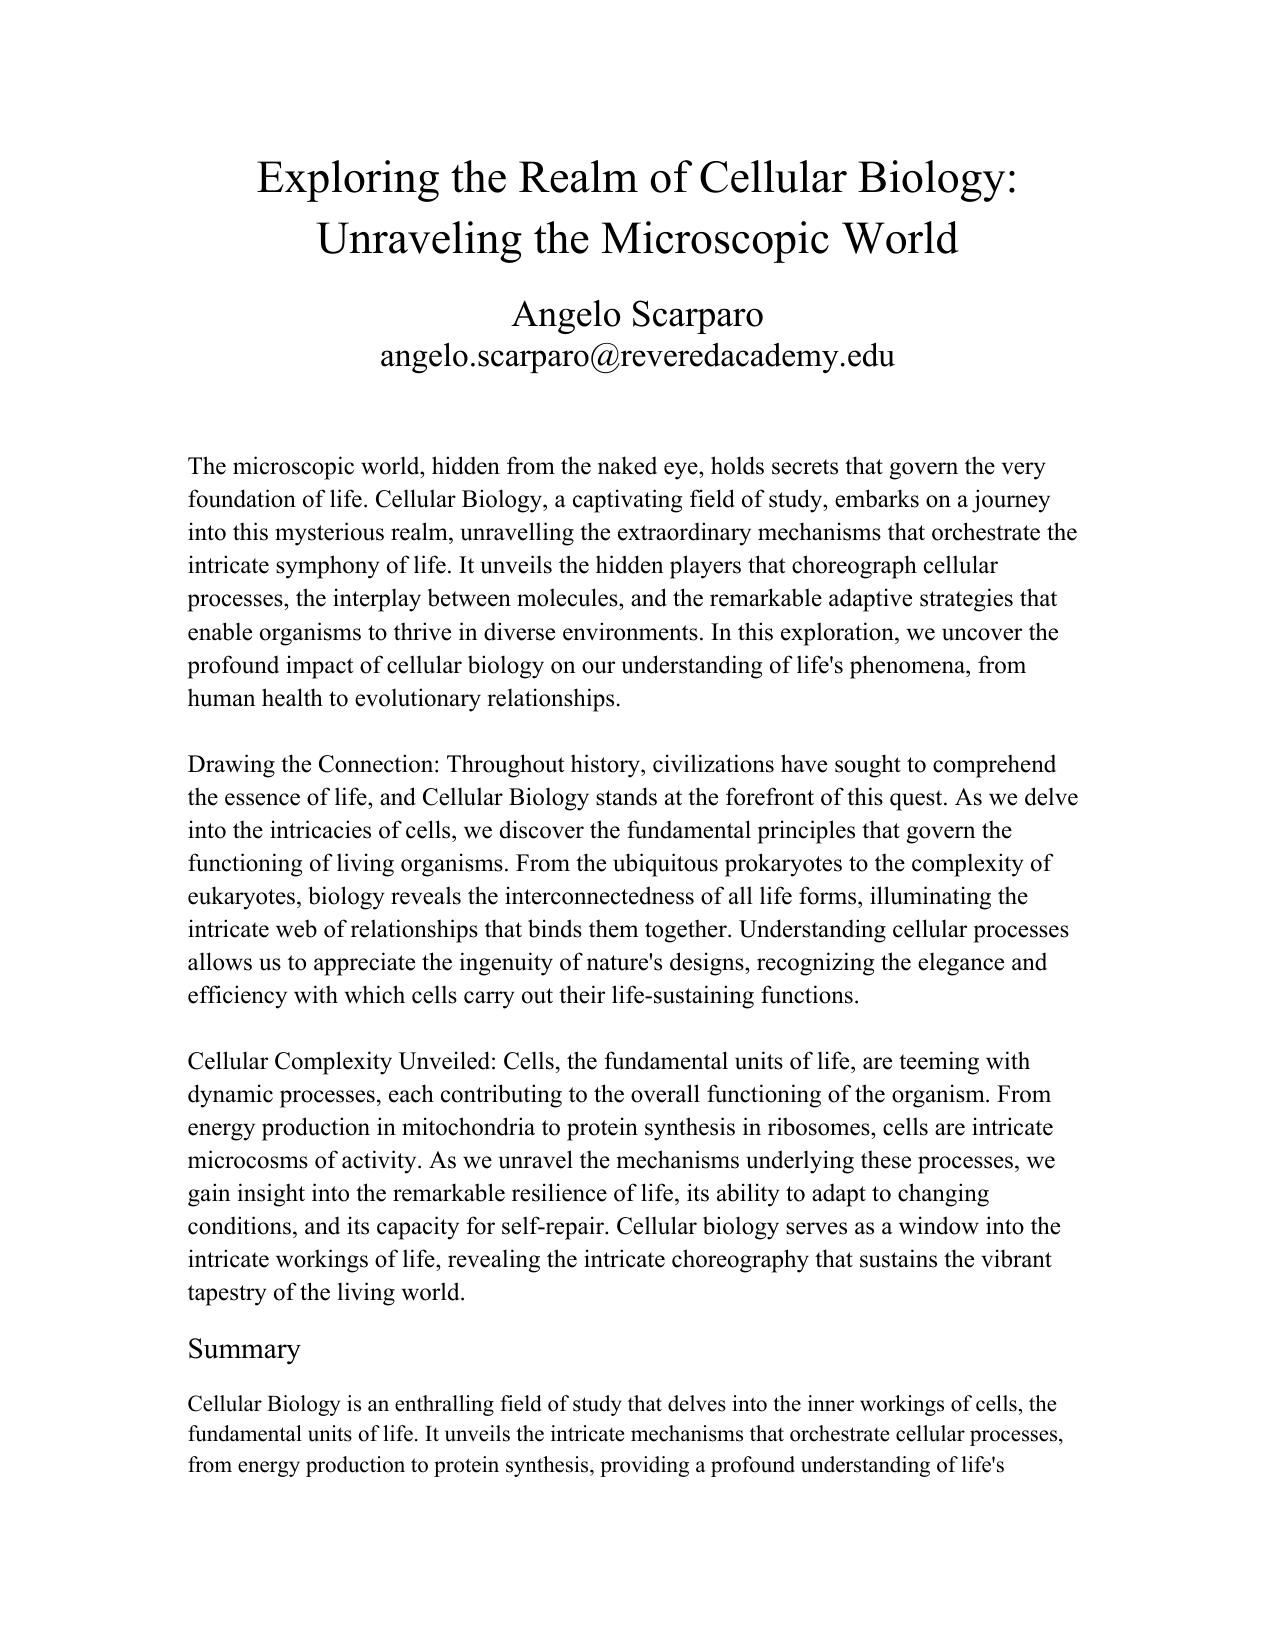 Exploring the Realm of Cellular Biology:
Unraveling the Microscopic World
Angelo Scarparo
angelo.scarparo@reveredacademy.edu
The microscopic world, hidden from the naked eye, holds secrets that govern the very
foundation of life. Cellular Biology, a captivating field of study, embarks on a journey
into this mysterious realm, unravelling the extraordinary mechanisms that orchestrate the
intricate symphony of life. It unveils the hidden players that choreograph cellular
processes, the interplay between molecules, and the remarkable adaptive strategies that
enable organisms to thrive in diverse environments. In this exploration, we uncover the
profound impact of cellular biology on our understanding of life's phenomena, from
human health to evolutionary relationships.
Drawing the Connection: Throughout history, civilizations have sought to comprehend
the essence of life, and Cellular Biology stands at the forefront of this quest. As we delve
into the intricacies of cells, we discover the fundamental principles that govern the
functioning of living organisms. From the ubiquitous prokaryotes to the complexity of
eukaryotes, biology reveals the interconnectedness of all life forms, illuminating the
intricate web of relationships that binds them together. Understanding cellular processes
allows us to appreciate the ingenuity of nature's designs, recognizing the elegance and
efficiency with which cells carry out their life-sustaining functions.
Cellular Complexity Unveiled: Cells, the fundamental units of life, are teeming with
dynamic processes, each contributing to the overall functioning of the organism. From
energy production in mitochondria to protein synthesis in ribosomes, cells are intricate
microcosms of activity. As we unravel the mechanisms underlying these processes, we
gain insight into the remarkable resilience of life, its ability to adapt to changing
conditions, and its capacity for self-repair. Cellular biology serves as a window into the
intricate workings of life, revealing the intricate choreography that sustains the vibrant
tapestry of the living world.
Summary
Cellular Biology is an enthralling field of study that delves into the inner workings of cells, the
fundamental units of life. It unveils the intricate mechanisms that orchestrate cellular processes,
from energy production to protein synthesis, providing a profound understanding of life's